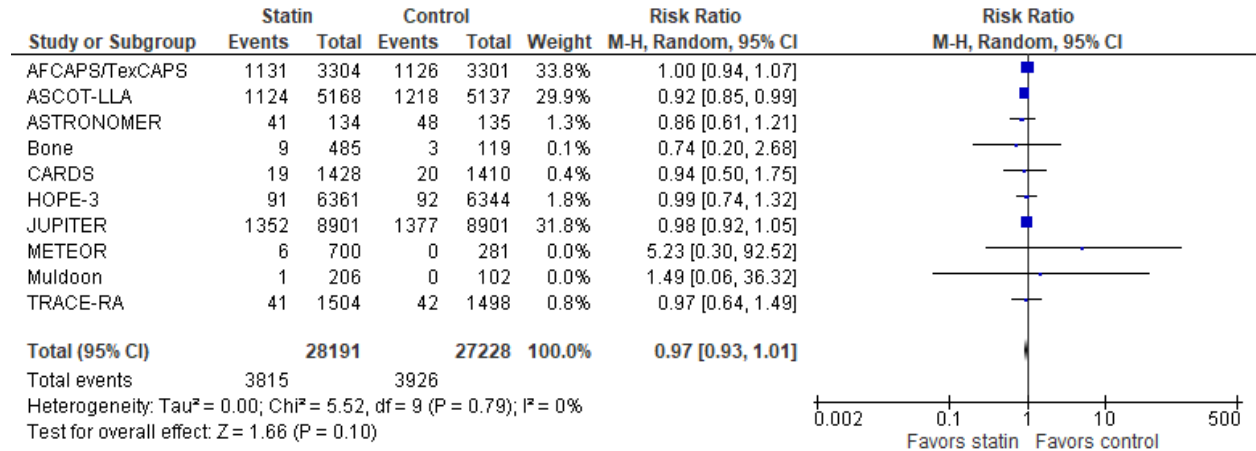 Statin Control Risk Ratio Risk Ratio
Study or Subgroup Events Total Events Total Weight M-H, Random, 95% CI M-H, Random, 95% CI
AFCAPS/TexCAPS 1131 3304 1126 3301 33.8% 1.00 [0.94, 1.07]
ASCOT-LLA 1124 5168 1218 5137 29.9% 0.92 [0.85, 0.99]
ASTRONOMER 41 134 48 135 1.3% 0.86 [0.61, 1.21]
Bone 9 485 3 119 0.1% 0.74 [0.20, 2.68]
CARDS 19 1428 20 1410 0.4% 0.94 [0.50, 1.75]
HOPE-3 91 6361 92 6344 1.8% 0.99 [0.74, 1.32]
JUPITER 1352 8901 1377 8901 31.8% 0.98 [0.92, 1.05]
METEOR 6 700 0 281 0.0% 5.23 [0.30, 92.52]
Muldoon 1 206 0 102 0.0% 1.49 [0.06, 36.32]
TRACE-RA 41 1504 42 1498 0.8% 0.97 [0.64, 1.49]
Total (95% CI) 28191 27228 100.0% 0.97 [0.93, 1.01]
Total events 3815 3926
Heterogeneity: Tau² = 0.00; Chi² = 5.52, df = 9 (P = 0.79); I² = 0%
Test for overall effect: Z = 1.66 (P = 0.10)
0.002 0.1 1 10 500
Favors statin Favors control